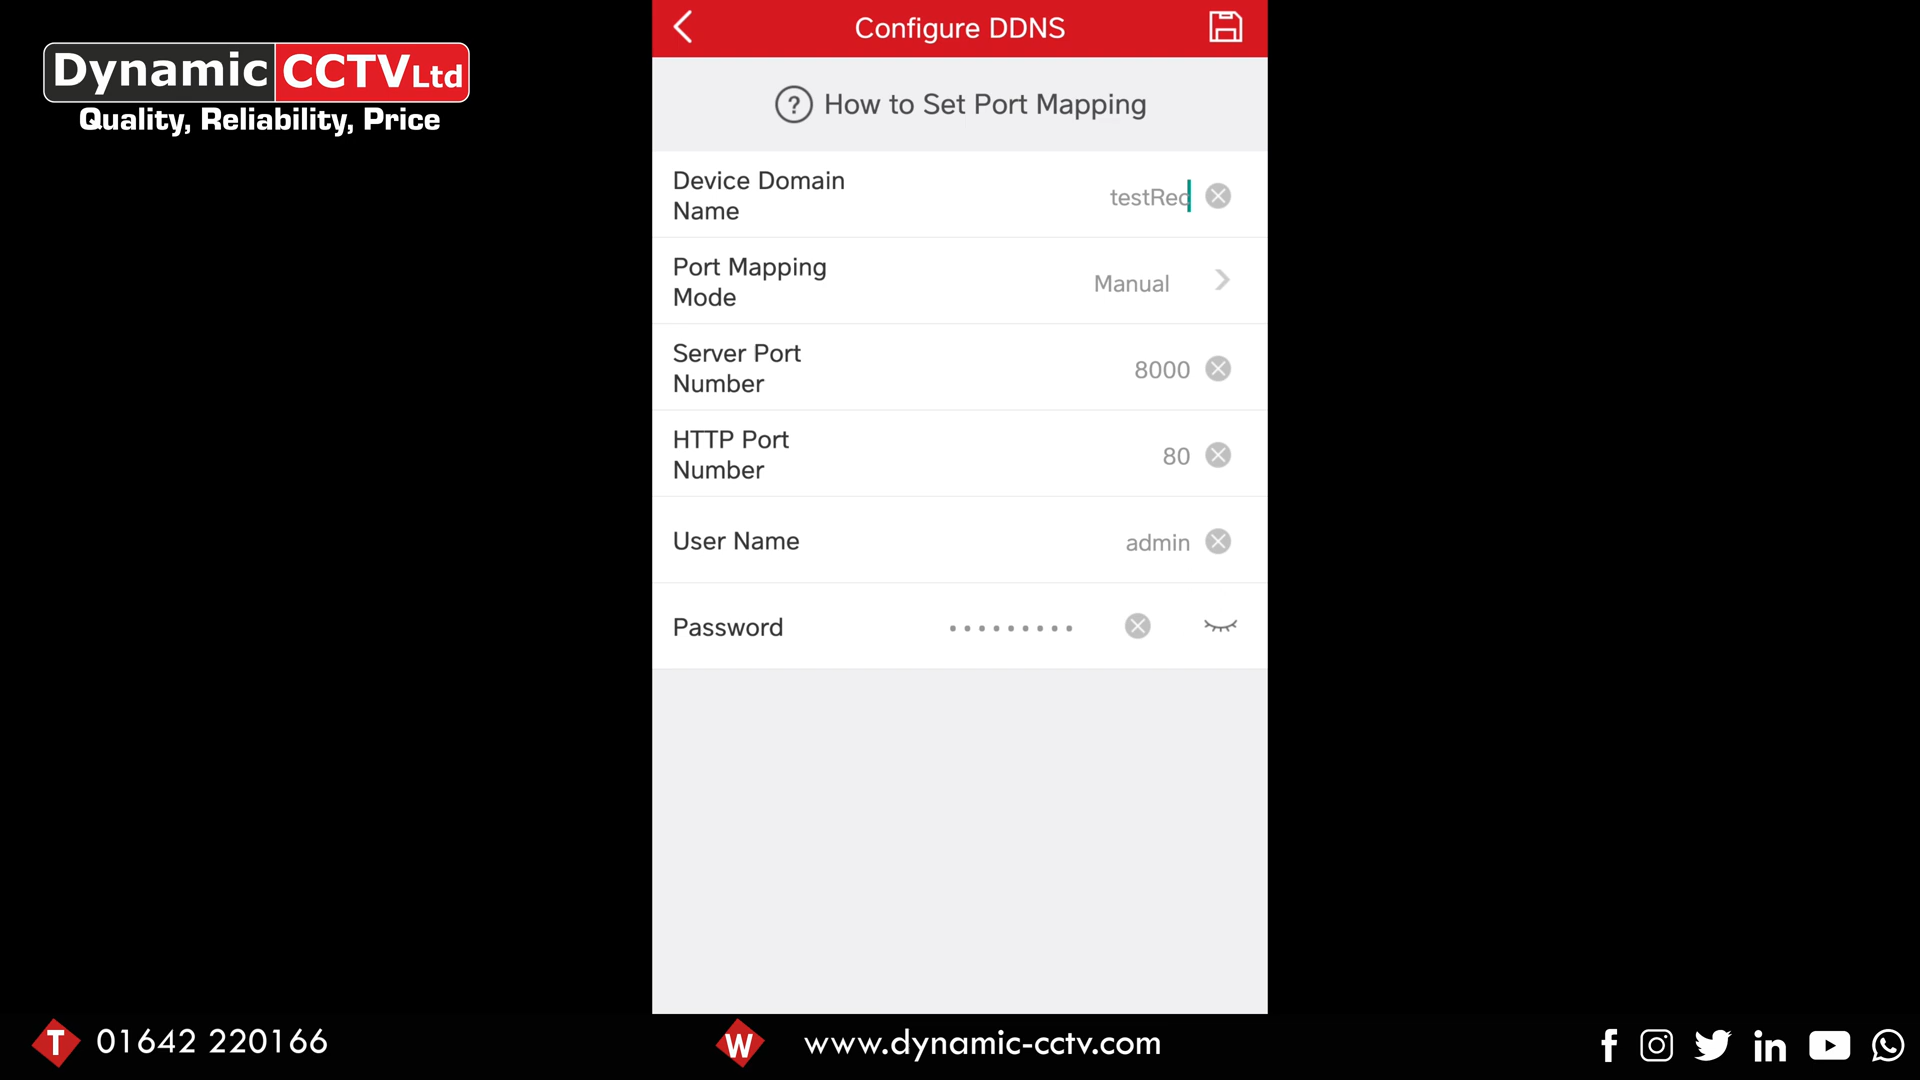 Dynamic CCTV Ltd
Quality, Reliability, Price
Configure DDNS
? How to Set Port Mapping
Device Domain
Name
testRec
Port Mapping
Mode
Manual
Server Port
Number
8000
HTTP Port
Number
80
User Name
admin
Password
•••••••••
T 01642 220166
W www.dynamic-cctv.com